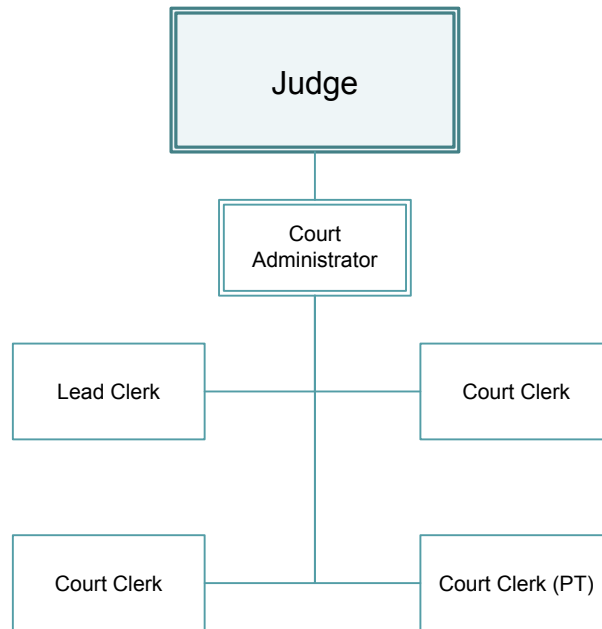 Judge
Court
Administrator
Lead Clerk
Court Clerk
Court Clerk
Court Clerk (PT)